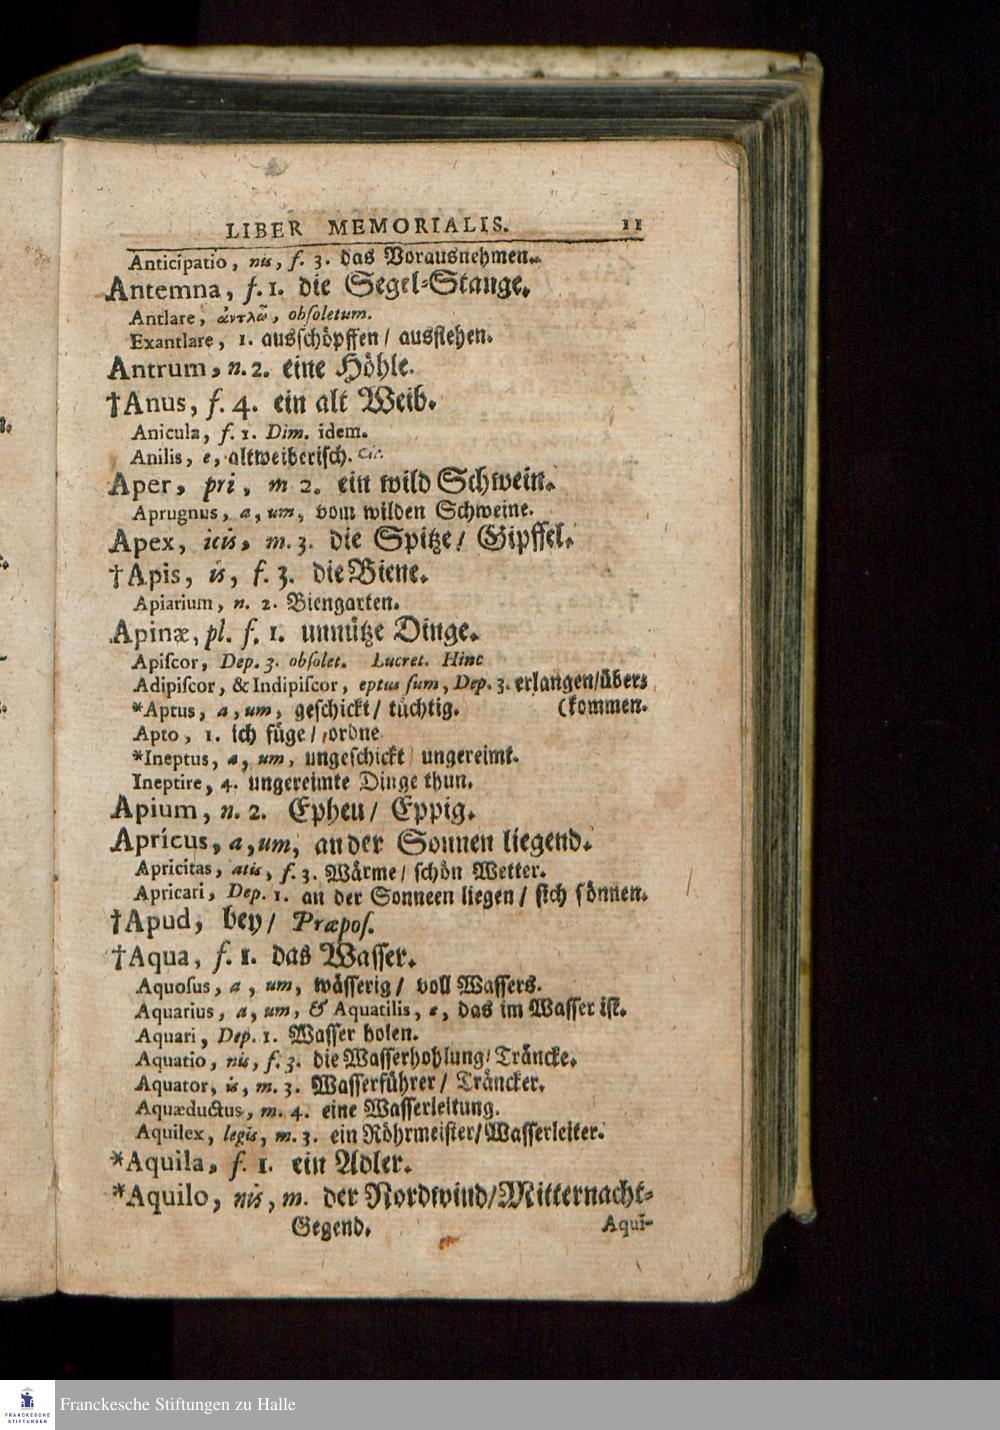 LIBER MEMORIALIS. 11
Anticipatio, nis, f. 3. das Vorausnehmen.
Antemna, f. 1. die Segel-Stange.
Antlare, ἀντλῶ, obsoletum.
Exantlare, 1. ausschöpffen/ ausstehen.
Antrum, n. 2. eine Höhle.
†Anus, f. 4. ein alt Weib.
Anicula, f. 1. Dim. idem.
Anilis, e, altweiberisch. Cic.
Aper, pri, m 2. ein wild Schwein.
Aprugnus, a, um, vom wilden Schweine.
Apex, icis, m. 3. die Spitze/ Gipffel.
†Apis, is, f. 3. die Biene.
Apiarium, n. 2. Biengarten.
Apinæ, pl. f. 1. unnütze Dinge.
Apiſcor, Dep. 3. obſolet. Lucret. Hinc
Adipiſcor, & Indipiſcor, eptus ſum, Dep. 3. erlangen/über-
*Aptus, a, um, geschickt/ tüchtig. (kommen.
Apto, 1. ich füge/ ordne
*Ineptus, a, um, ungeschickt/ ungereimt.
Ineptire, 4. ungereimte Dinge thun.
Apium, n. 2. Epheu/ Eppig.
Aprícus, a, um, an der Sonnen liegend.
Apricitas, atis, f. 3. Wärme/ schön Wetter.
Apricari, Dep. 1. an der Sonneen liegen/ sich sönnen.
†Apud, bey/ Præpoſ.
†Aqua, f. 1. das Wasser.
Aquoſus, a, um, wässerig/ voll Wassers.
Aquarius, a, um, & Aquatilis, e, das im Wasser ist.
Aquari, Dep. 1. Wasser holen.
Aquatio, nis, f. 3. die Wasserhohlung/ Träncke.
Aquator, is, m. 3. Wasserführer/ Träncker.
Aquæductus, m. 4. eine Wasserleitung.
Aquilex, legis, m. 3. ein Röhrmeister/ Wasserleiter.
*Aquila, f. 1. ein Adler.
*Aquilo, nis, m. der Nordwind/Mitternacht-
Gegend. Aqui-
Franckesche Stiftungen zu Halle
FRANCKESCHE
STIFTUNGEN